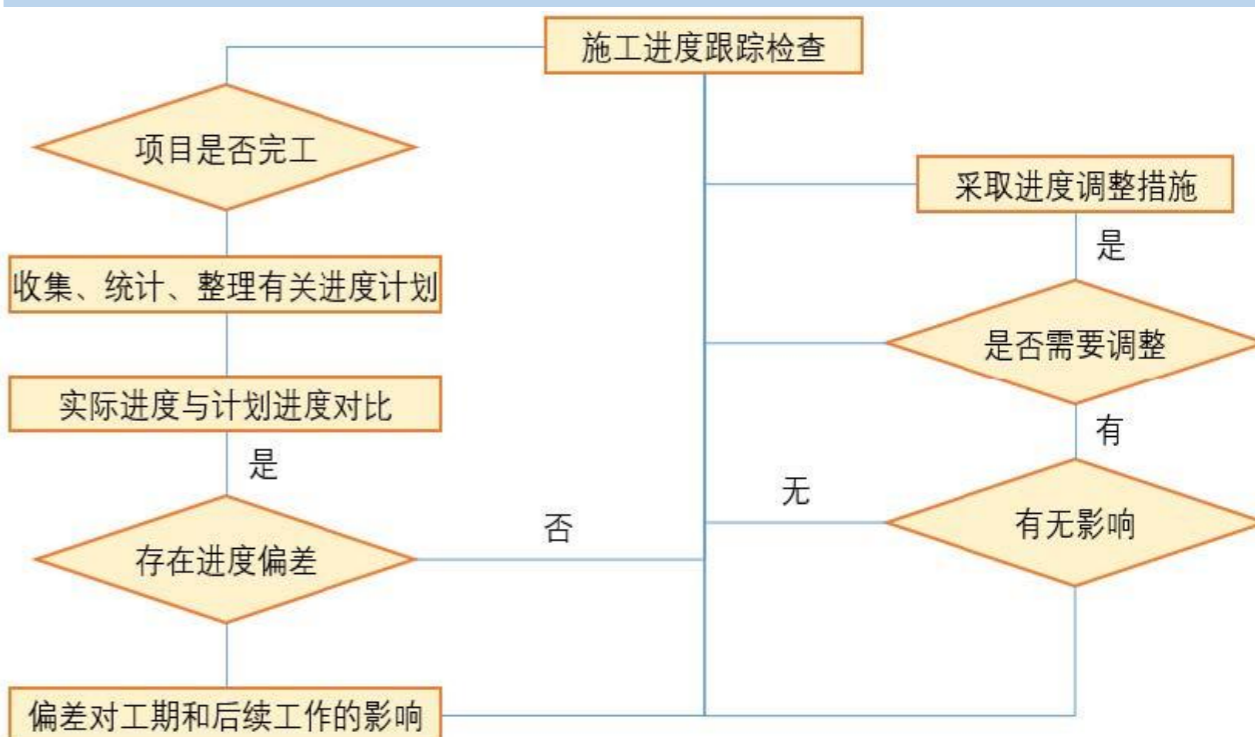 施工进度跟踪检查
项目是否完工
采取进度调整措施
是
收集、统计、整理有关进度计划
是否需要调整
实际进度与计划进度对比
有
是
无
有无影响
否
存在进度偏差
偏差对工期和后续工作的影响